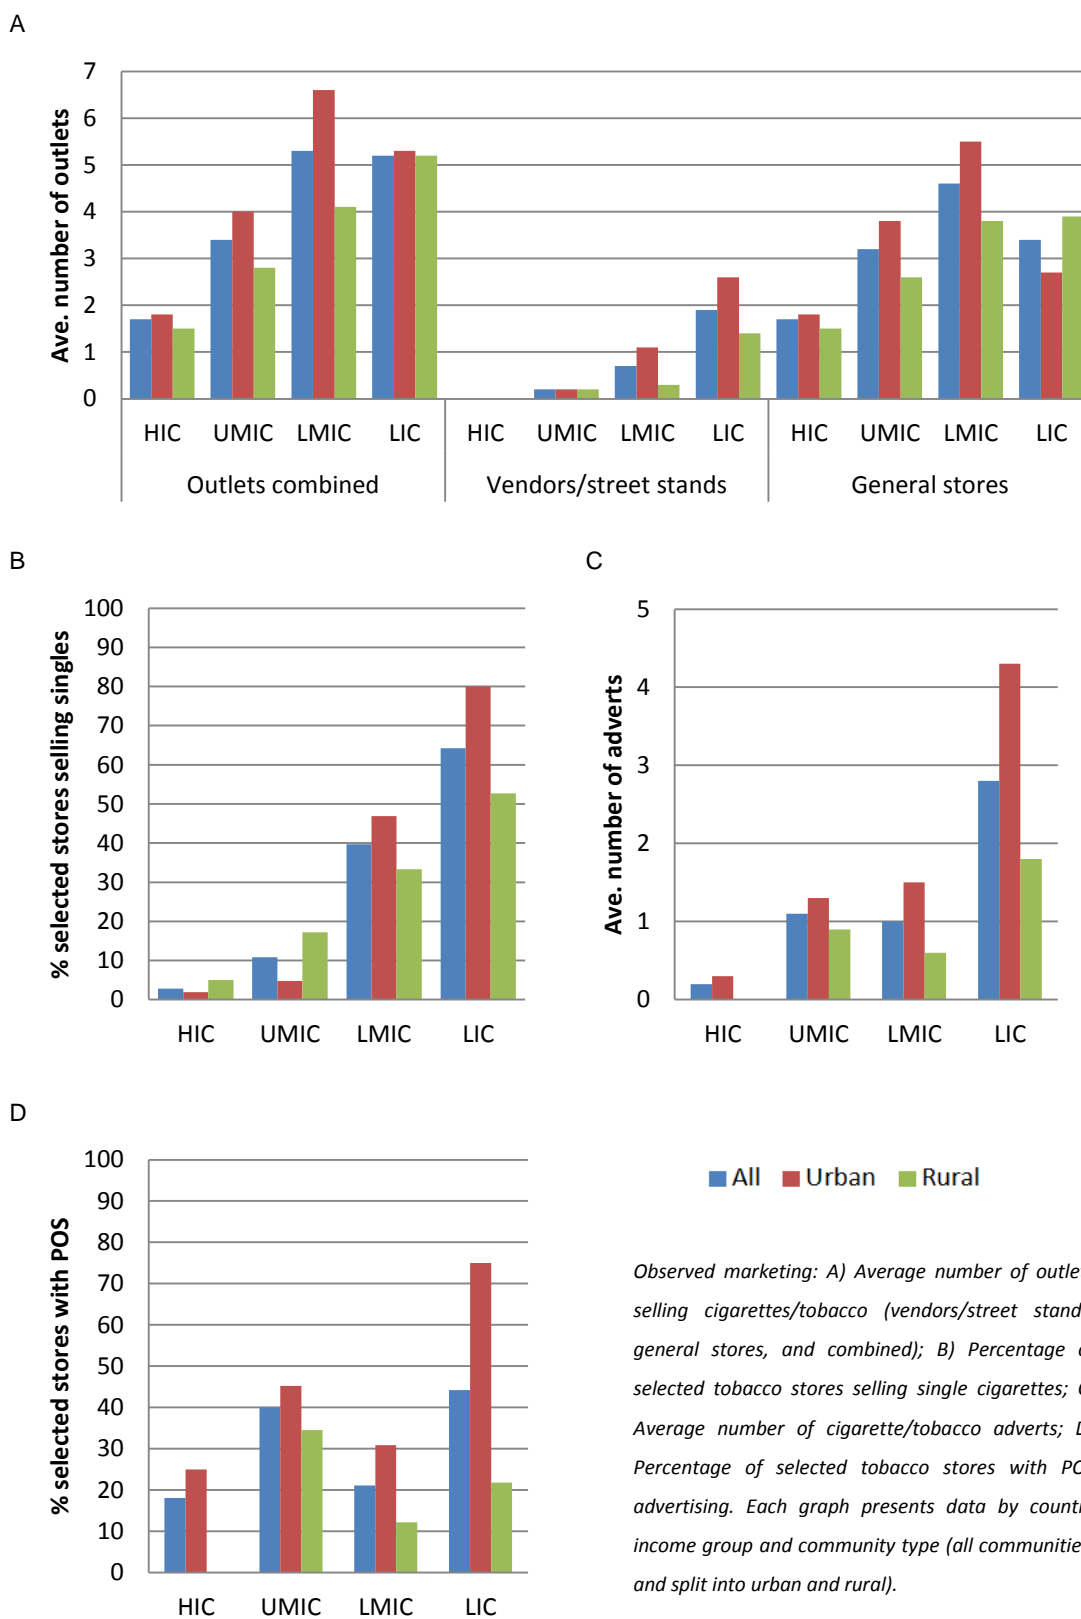 A
7
6
5
4
3
2
1
0
Ave. number of outlets
HIC UMIC LMIC LIC HIC UMIC LMIC LIC HIC UMIC LMIC LIC
Outlets combined Vendors/street stands General stores
B
100
90
80
70
60
50
40
30
20
10
0
% selected stores selling singles
HIC UMIC LMIC LIC
C
5
4
3
2
1
0
Ave. number of adverts
HIC UMIC LMIC LIC
D
100
90
80
70
60
50
40
30
20
10
0
% selected stores with POS
HIC UMIC LMIC LIC
All Urban Rural
Observed marketing: A) Average number of outlet
selling cigarettes/tobacco (vendors/street stand
general stores, and combined); B) Percentage
selected tobacco stores selling single cigarettes;
Average number of cigarette/tobacco adverts;
Percentage of selected tobacco stores with PO
advertising. Each graph presents data by countr
income group and community type (all communitie
and split into urban and rural).